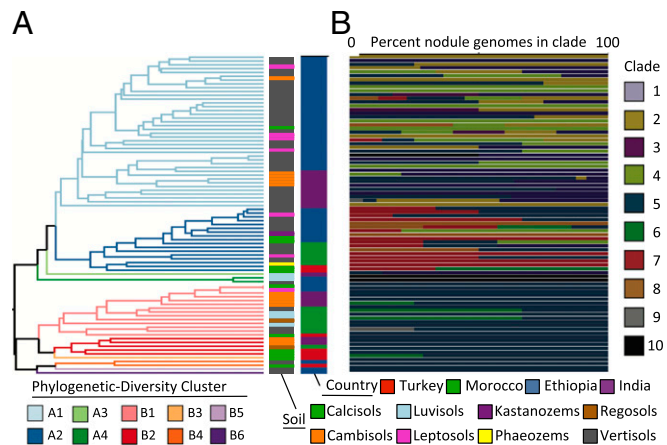 A
B
0 Percent nodule genomes in clade 100
Clade
1
2
3
4
5
6
7
8
9
10
Phylogenetic-Diversity Cluster
A1 A3 B1 B3 B5
A2 A4 B2 B4 B6
Soil
Country Turkey Morocco Ethiopia India
Calcisols Luvisols Kastanozems Regosols
Cambisols Leptosols Phaeozems Vertisols